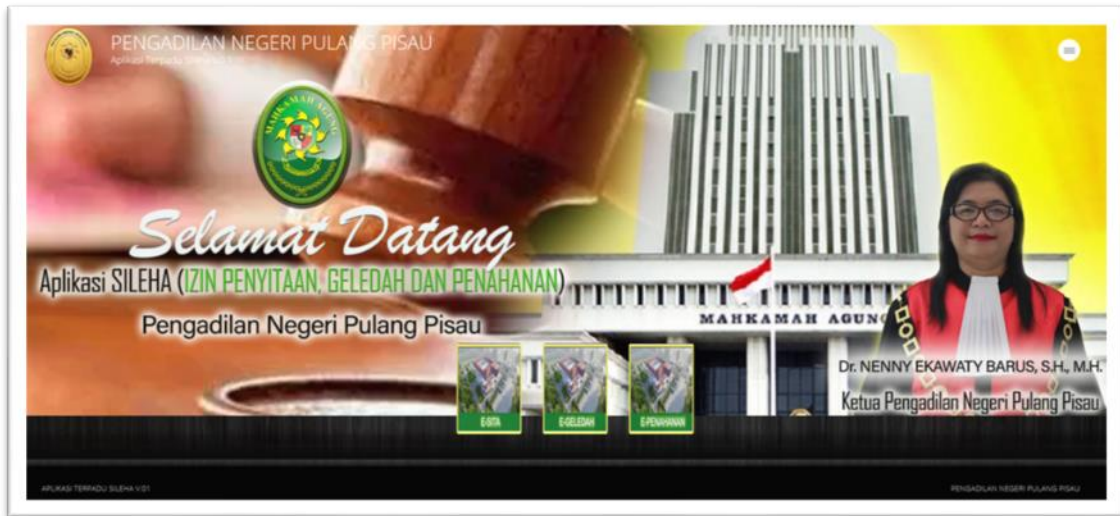 PENGADILAN NEGERI PULANG PISAU
MAHKAMAH AGUNG
Selamat Datang
Aplikasi SILEHA (IZIN PENYITAAN, GELEDAH DAN PENAHANAN)
Pengadilan Negeri Pulang Pisau
MAHKAMAH AGUNG
Dr. NENNY EKAWATY BARUS, S.H., M.H.
Ketua Pengadilan Negeri Pulang Pisau
E-SITA
E-GELEDAH
E-PENAHANAN
APLIKASI TERPADU SILEHA V.01
PENGADILAN NEGERI PULANG PISAU